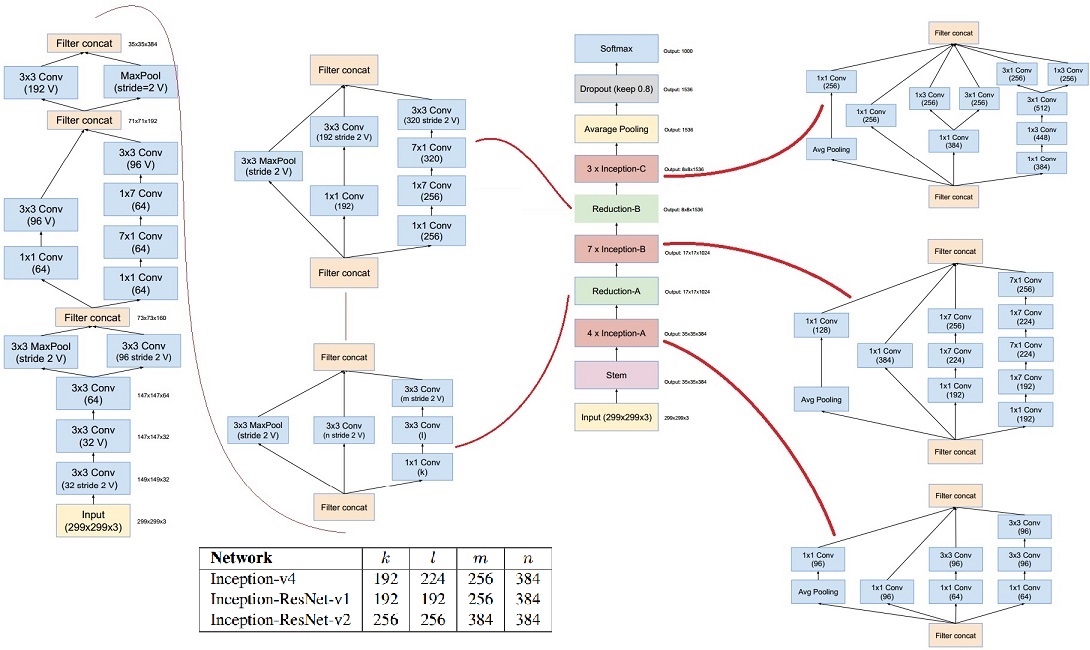 Filter concat
35x35x384
3x3 Conv
(192 V)
MaxPool
(stride=2 V)
Filter concat
71x71x192
3x3 Conv
(96 V)
1x7 Conv
(64)
3x3 Conv
(96 V)
7x1 Conv
(64)
1x1 Conv
(64)
1x1 Conv
(64)
Filter concat
73x73x160
3x3 MaxPool
(stride 2 V)
3x3 Conv
(96 stride 2 V)
3x3 Conv
(64)
147x147x64
3x3 Conv
(32 V)
147x147x32
3x3 Conv
(32 stride 2 V)
149x149x32
Input
(299x299x3)
299x299x3
Filter concat
3x3 Conv
(320 stride 2 V)
3x3 Conv
(192 stride 2 V)
7x1 Conv
(320)
3x3 MaxPool
(stride 2 V)
1x7 Conv
(256)
1x1 Conv
(192)
1x1 Conv
(256)
Filter concat
Filter concat
3x3 Conv
(m stride 2 V)
3x3 MaxPool
(stride 2 V)
3x3 Conv
(n stride 2 V)
3x3 Conv
(l)
1x1 Conv
(k)
Filter concat
Network k l m n
Inception-v4 192 224 256 384
Inception-ResNet-v1 192 192 256 384
Inception-ResNet-v2 256 256 384 384
Softmax
Output: 1000
Dropout (keep 0.8)
Output: 1536
Avarage Pooling
Output: 1536
3 x Inception-C
Output: 8x8x1536
Reduction-B
Output: 8x8x1536
7 x Inception-B
Output: 17x17x1024
Reduction-A
Output: 17x17x1024
4 x Inception-A
Output: 35x35x384
Stem
Output: 35x35x384
Input (299x299x3)
299x299x3
Filter concat
1x1 Conv
(256)
3x1 Conv
(256)
1x3 Conv
(256)
1x3 Conv
(256)
3x1 Conv
(256)
3x1 Conv
(512)
1x1 Conv
(256)
1x3 Conv
(448)
Avg Pooling
1x1 Conv
(384)
1x1 Conv
(384)
Filter concat
Filter concat
7x1 Conv
(256)
1x1 Conv
(128)
1x7 Conv
(256)
1x7 Conv
(224)
1x1 Conv
(384)
1x7 Conv
(224)
7x1 Conv
(224)
1x7 Conv
(192)
Avg Pooling
1x1 Conv
(192)
1x1 Conv
(192)
Filter concat
Filter concat
3x3 Conv
(96)
1x1 Conv
(96)
3x3 Conv
(96)
3x3 Conv
(96)
Avg Pooling
1x1 Conv
(96)
1x1 Conv
(64)
1x1 Conv
(64)
Filter concat